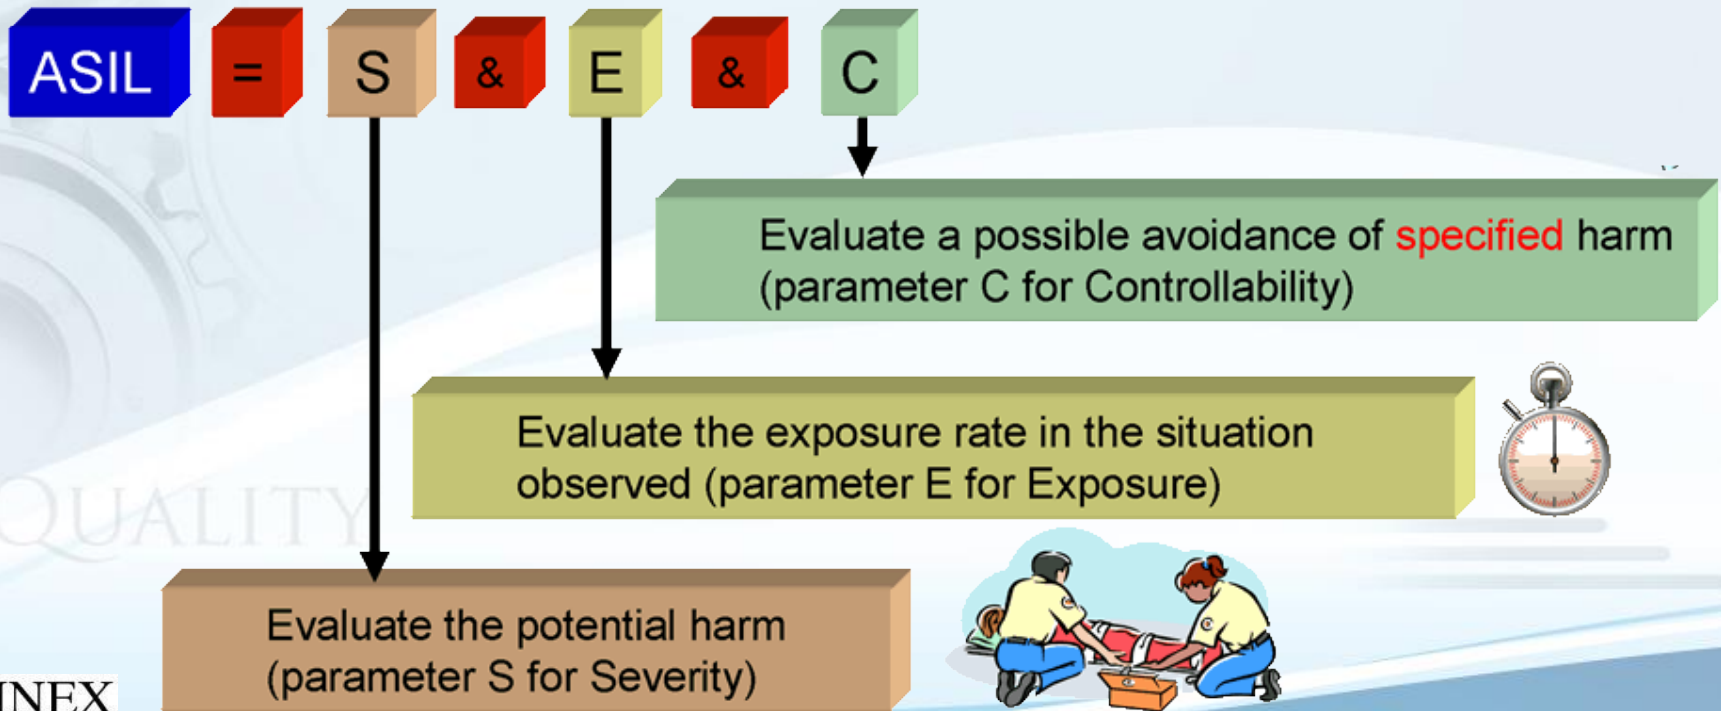 ASIL = S & E & C
Evaluate a possible avoidance of specified harm
(parameter C for Controllability)
Evaluate the exposure rate in the situation
observed (parameter E for Exposure)
QUALITY
Evaluate the potential harm
(parameter S for Severity)